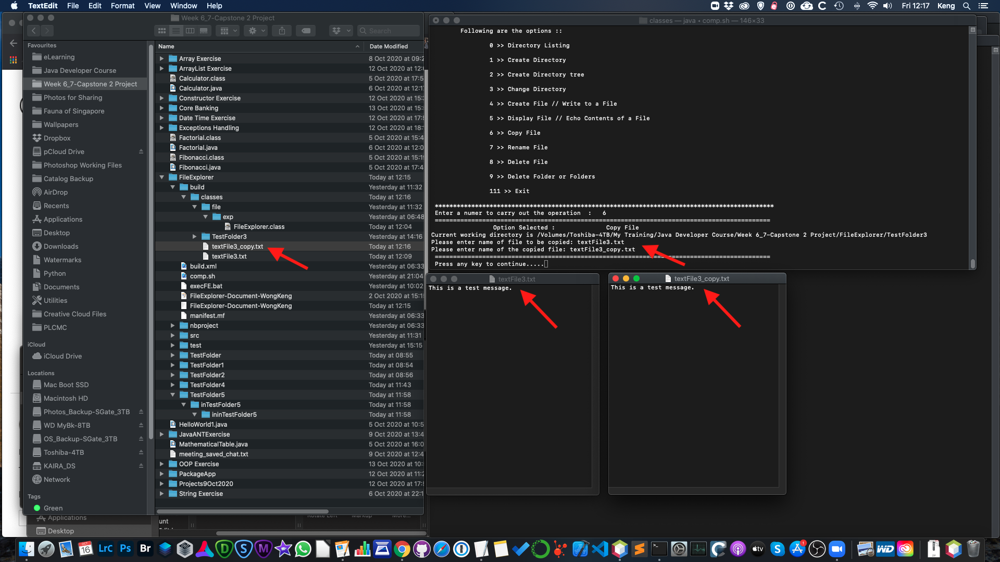 TextEdit File Edit Format View Window Help
Fri 12:17 Keng
Week 6_7-Capstone 2 Project
Search
Favourites
eLearning
Java Developer Course
Week 6_7-Capstone 2 Project
Photos for Sharing
Fauna of Singapore
Wallpapers
Dropbox
pCloud Drive
Photoshop Working Files
Catalog Backup
AirDrop
Recents
Applications
Desktop
Downloads
Watermarks
Python
Documents
Utilities
Creative Cloud Files
PLCMC
iCloud
iCloud Drive
Locations
Mac Boot SSD
Macintosh HD
Photos_Backup-SGate_3TB
WD MyBk-8TB
OS_Backup-SGate_3TB
Toshiba-4TB
KAIRA_DS
Network
Tags
Green
Applications
Desktop
Name Date Modified
Array Exercise 8 Oct 2020 at 09:2
ArrayList Exercise 12 Oct 2020 at 12:
Calculator.class 5 Oct 2020 at 17:5
Calculator.java 6 Oct 2020 at 12:1
Constructor Exercise 12 Oct 2020 at 15:
Core Banking 13 Oct 2020 at 15:
Date Time Exercise 12 Oct 2020 at 17:
Exceptions Handling 12 Oct 2020 at 18:
Factorial.class 5 Oct 2020 at 15:4
Factorial.java 6 Oct 2020 at 12:0
Fibonacci.class 5 Oct 2020 at 15:1
Fibonacci.java 5 Oct 2020 at 17:4
FileExplorer Today at 12:15
build Yesterday at 11:32
classes Today at 12:16
file Yesterday at 11:32
exp Yesterday at 06:48
FileExplorer.class Today at 12:04
TestFolder3 Yesterday at 14:16
textFile3_copy.txt Today at 12:16
textFile3.txt Today at 12:09
build.xml Yesterday at 06:33
comp.sh Yesterday at 21:04
execFE.bat Yesterday at 10:02
FileExplorer-Document-WongKeng 2 Oct 2020 at 15:1
FileExplorer-Document-WongKeng Today at 12:15
manifest.mf Yesterday at 06:33
nbproject Yesterday at 06:33
src Yesterday at 11:31
test Yesterday at 15:15
TestFolder Today at 08:55
TestFolder1 Today at 08:54
TestFolder2 Today at 08:56
TestFolder4 Today at 11:43
TestFolder5 Today at 11:58
inTestFolder5 Today at 11:58
ininTestFolder5 Today at 11:58
HelloWorld1.java 5 Oct 2020 at 10:5
JavaANTExercise 9 Oct 2020 at 13:4
MathematicalTable.java 5 Oct 2020 at 16:0
meeting_saved_chat.txt 9 Oct 2020 at 12:4
OOP Exercise 13 Oct 2020 at 10:
PackageApp 12 Oct 2020 at 11:2
Projects9Oct2020 12 Oct 2020 at 17:
String Exercise 6 Oct 2020 at 22:1
unt
Rotate Left Markup More...
classes — java ◂ comp.sh — 146×33
Following are the options ::
0 >> Directory Listing
1 >> Create Directory
2 >> Create Directory tree
3 >> Change Directory
4 >> Create File // Write to a File
5 >> Display File // Echo Contents of a File
6 >> Copy File
7 >> Rename File
8 >> Delete File
9 >> Delete Folder or Folders
111 >> Exit
*********************************************************************************************
Enter a numer to carry out the operation : 6
============================================================================================
Option Selected : Copy File
Current working directory is /Volumes/Toshiba-4TB/My Training/Java Developer Course/Week 6_7-Capstone 2 Project/FileExplorer/TestFolder3
Please enter name of file to be copied: textFile3.txt
Please enter name of the copied file: textFile3_copy.txt
============================================================================================
Press any key to continue.....
textFile3.txt
This is a test message.
textFile3_copy.txt
This is a test message.
OCT 16 LrC Ps Br D S M tv S 1 WD